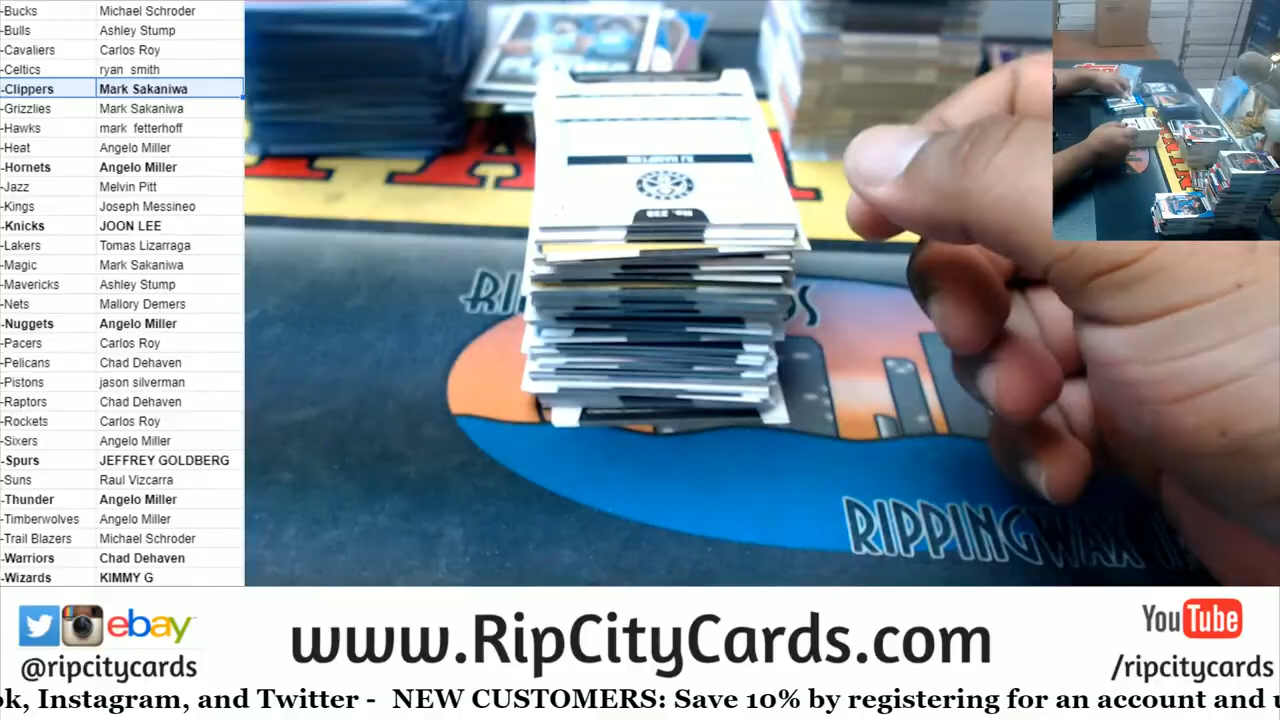 -Bucks Michael Schroder
-Bulls Ashley Stump
-Cavaliers Carlos Roy
-Celtics ryan smith
-Clippers Mark Sakaniwa
-Grizzlies Mark Sakaniwa
-Hawks mark fetterhoff
-Heat Angelo Miller
-Hornets Angelo Miller
-Jazz Melvin Pitt
-Kings Joseph Messineo
-Knicks JOON LEE
-Lakers Tomas Lizarraga
-Magic Mark Sakaniwa
-Mavericks Ashley Stump
-Nets Mallory Demers
-Nuggets Angelo Miller
-Pacers Carlos Roy
-Pelicans Chad Dehaven
-Pistons jason silverman
-Raptors Chad Dehaven
-Rockets Carlos Roy
-Sixers Angelo Miller
-Spurs JEFFREY GOLDBERG
-Suns Raul Vizcarra
-Thunder Angelo Miller
-Timberwolves Angelo Miller
-Trail Blazers Michael Schroder
-Warriors Chad Dehaven
-Wizards KIMMY G
RJ HAMPTON
RIPPINGWAX
ebay
@ripcitycards
www.RipCityCards.com
YouTube
/ripcitycards
ok, Instagram, and Twitter - NEW CUSTOMERS: Save 10% by registering for an account and u